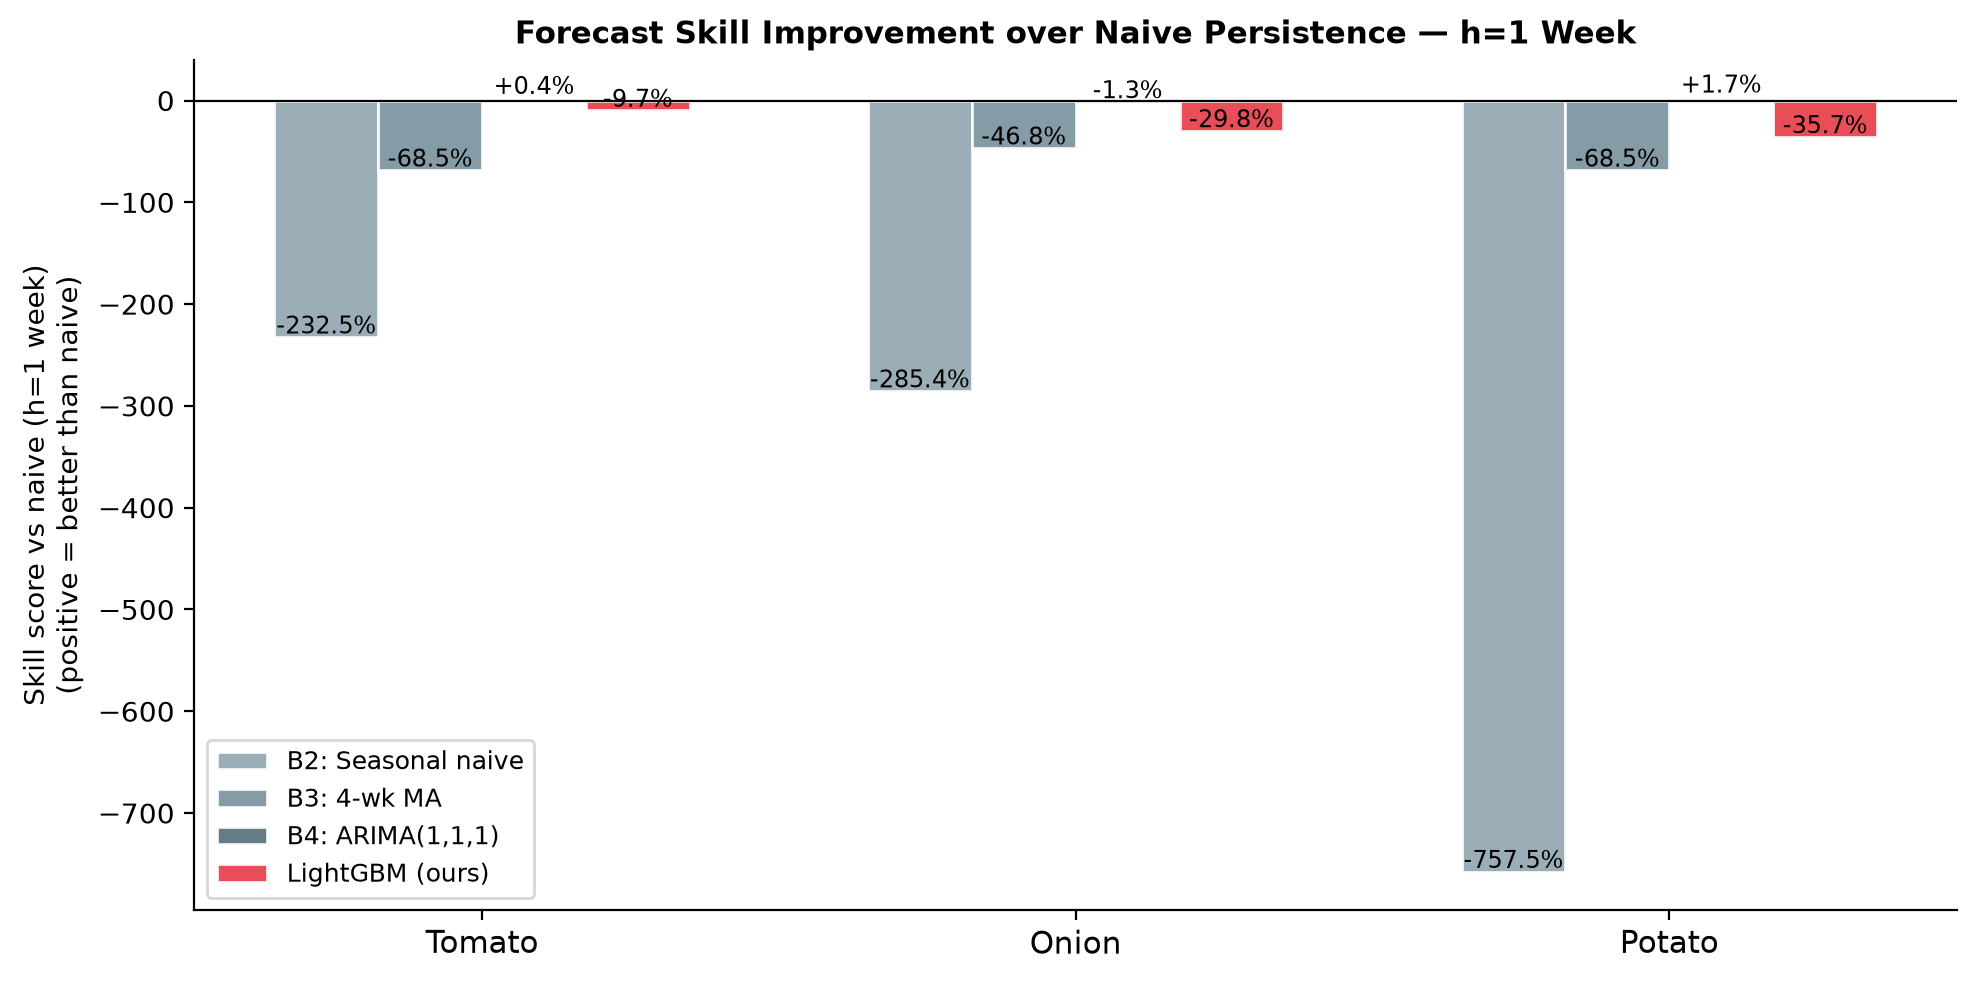 Forecast Skill Improvement over Naive Persistence — h=1 Week
Skill score vs naive (h=1 week)
(positive = better than naive)
0
−100
−200
−300
−400
−500
−600
−700
-232.5%
-68.5%
+0.4%
-9.7%
-285.4%
-46.8%
-1.3%
-29.8%
-757.5%
-68.5%
+1.7%
-35.7%
B2: Seasonal naive
B3: 4-wk MA
B4: ARIMA(1,1,1)
LightGBM (ours)
Tomato
Onion
Potato